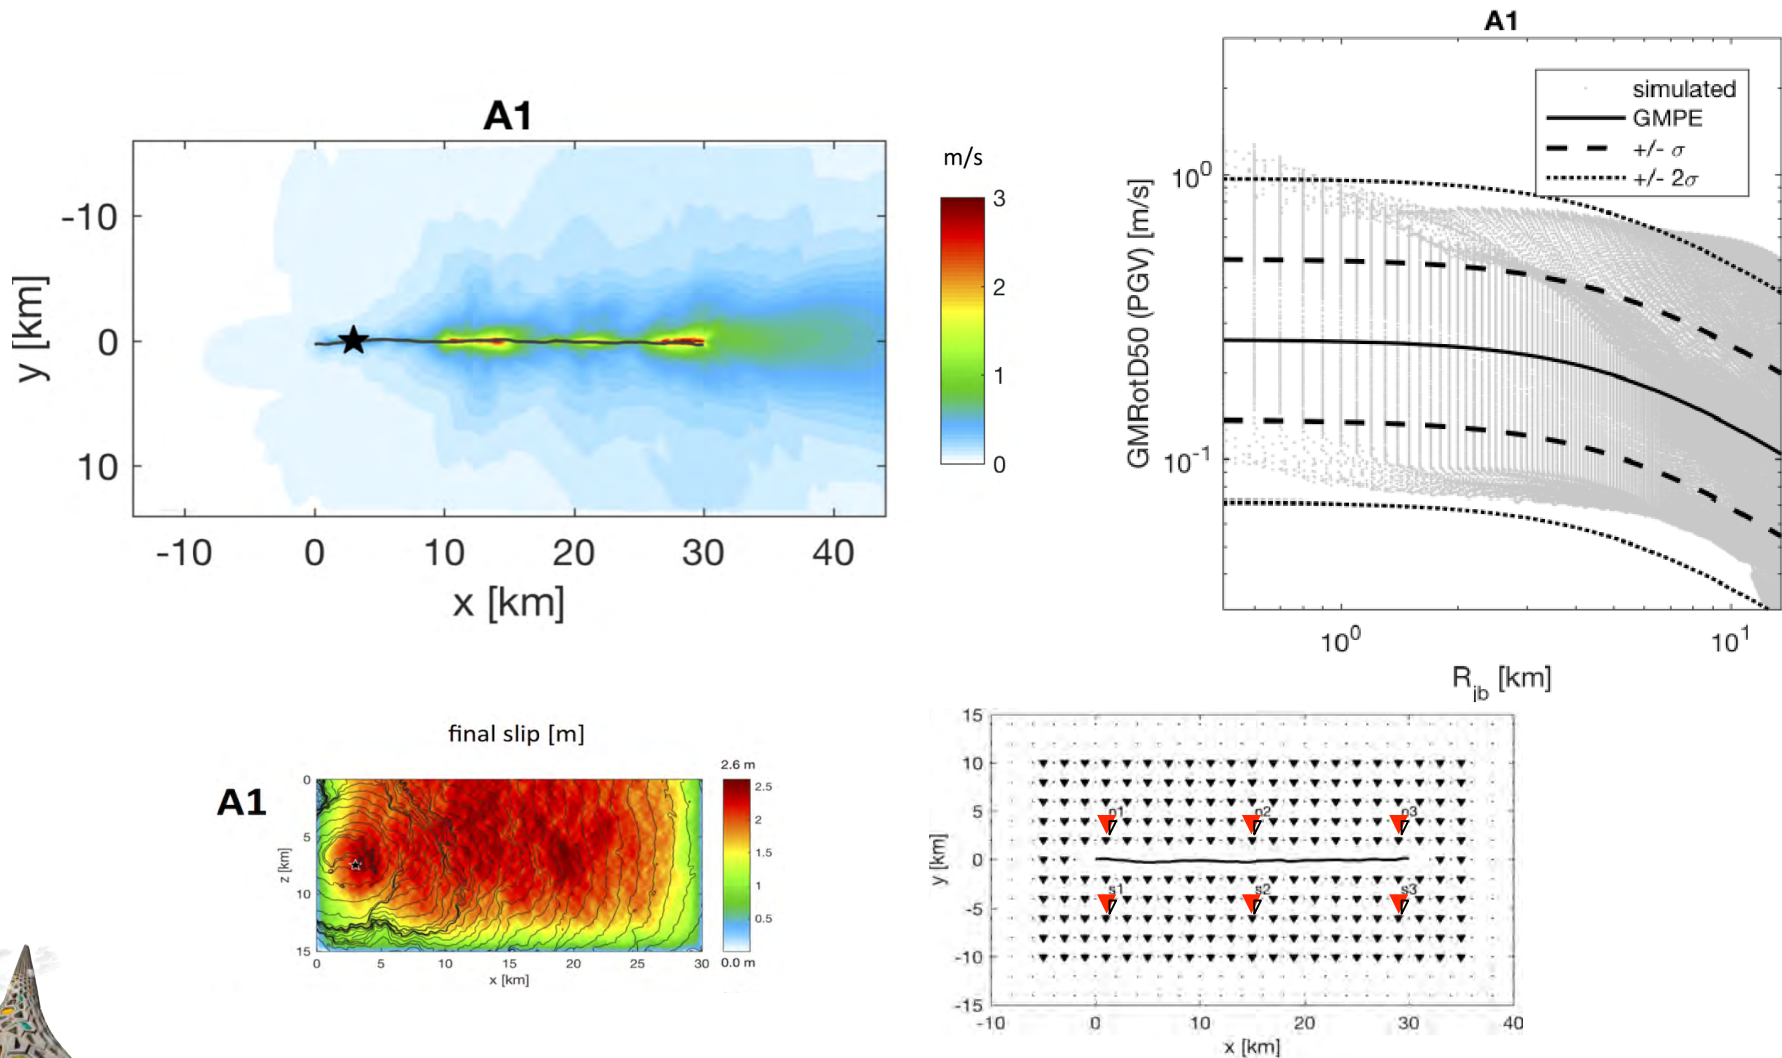 A1
-10
0
10
y [km]
-10
0
10
20
30
40
x [km]
m/s
3
2
1
0
A1
simulated
GMPE
+/- σ
+/- 2σ
10^0
10^-1
GMRotD50 (PGV) [m/s]
10^0
10^1
R_jb [km]
final slip [m]
A1
0
5
10
15
z [km]
0
5
10
15
20
25
30
x [km]
2.6 m
2.5
2
1.5
1
0.5
0.0 m
15
10
5
0
-5
-10
-15
y [km]
n1
n2
n3
s1
s2
s3
-10
0
10
20
30
40
x [km]